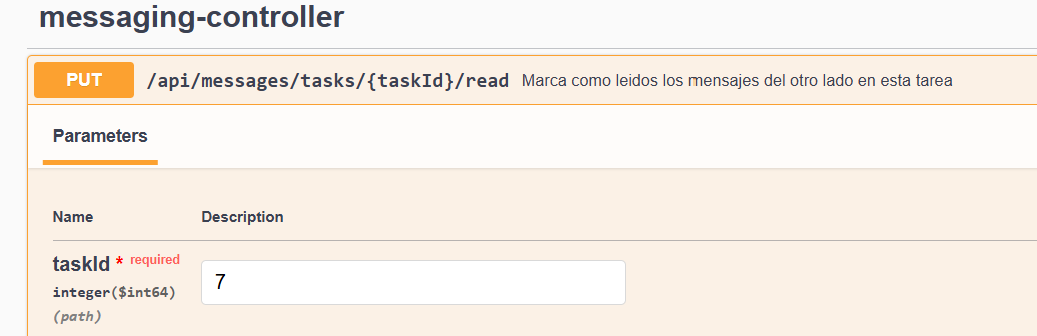 messaging-controller
PUT /api/messages/tasks/{taskId}/read Marca como leidos los mensajes del otro lado en esta tarea
Parameters
Name Description
taskId * required
7
integer($int64)
(path)